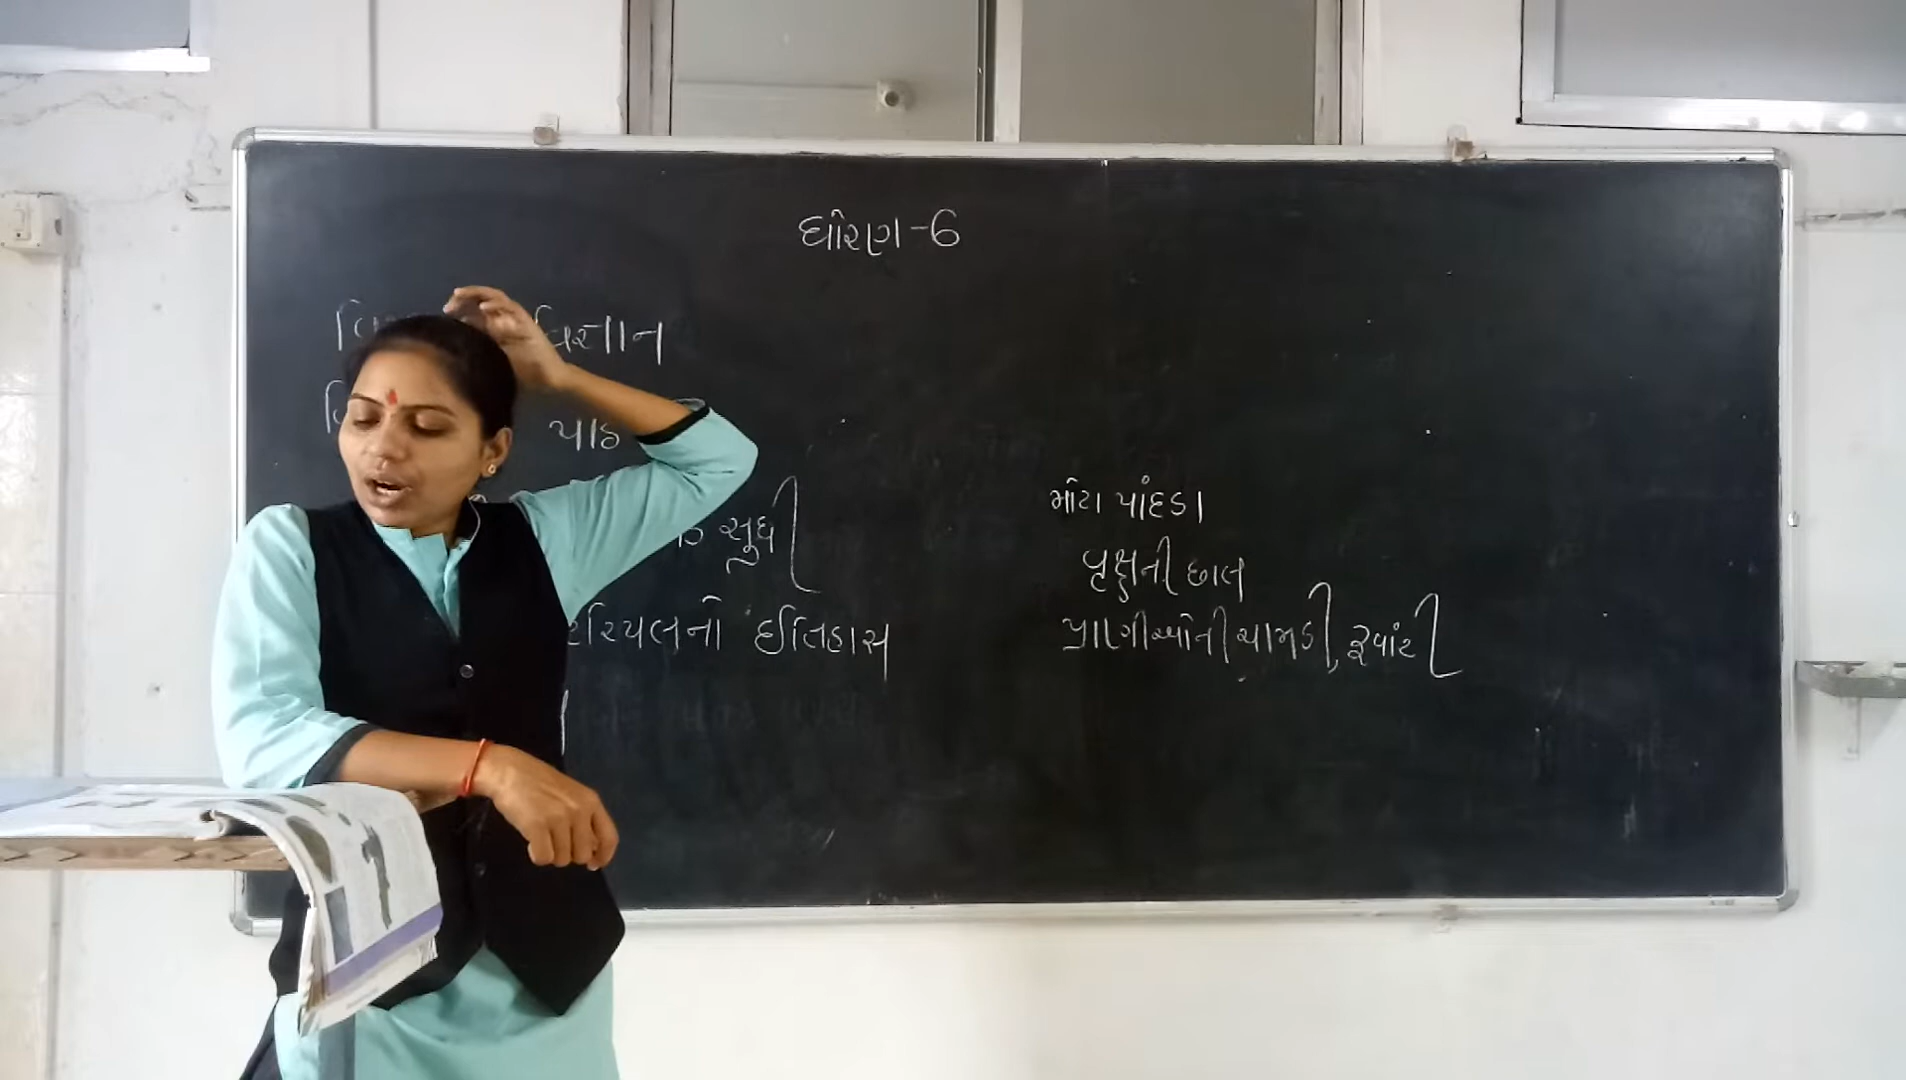 ધોરણ-6
વિજ્ઞાન
પાઠ
સુધી
ટીરિયલનો ઈતિહાસ
મોટા પાંદડા
વૃક્ષની છાલ
પ્રાણીઓની ચામડી, રૂવાંટી